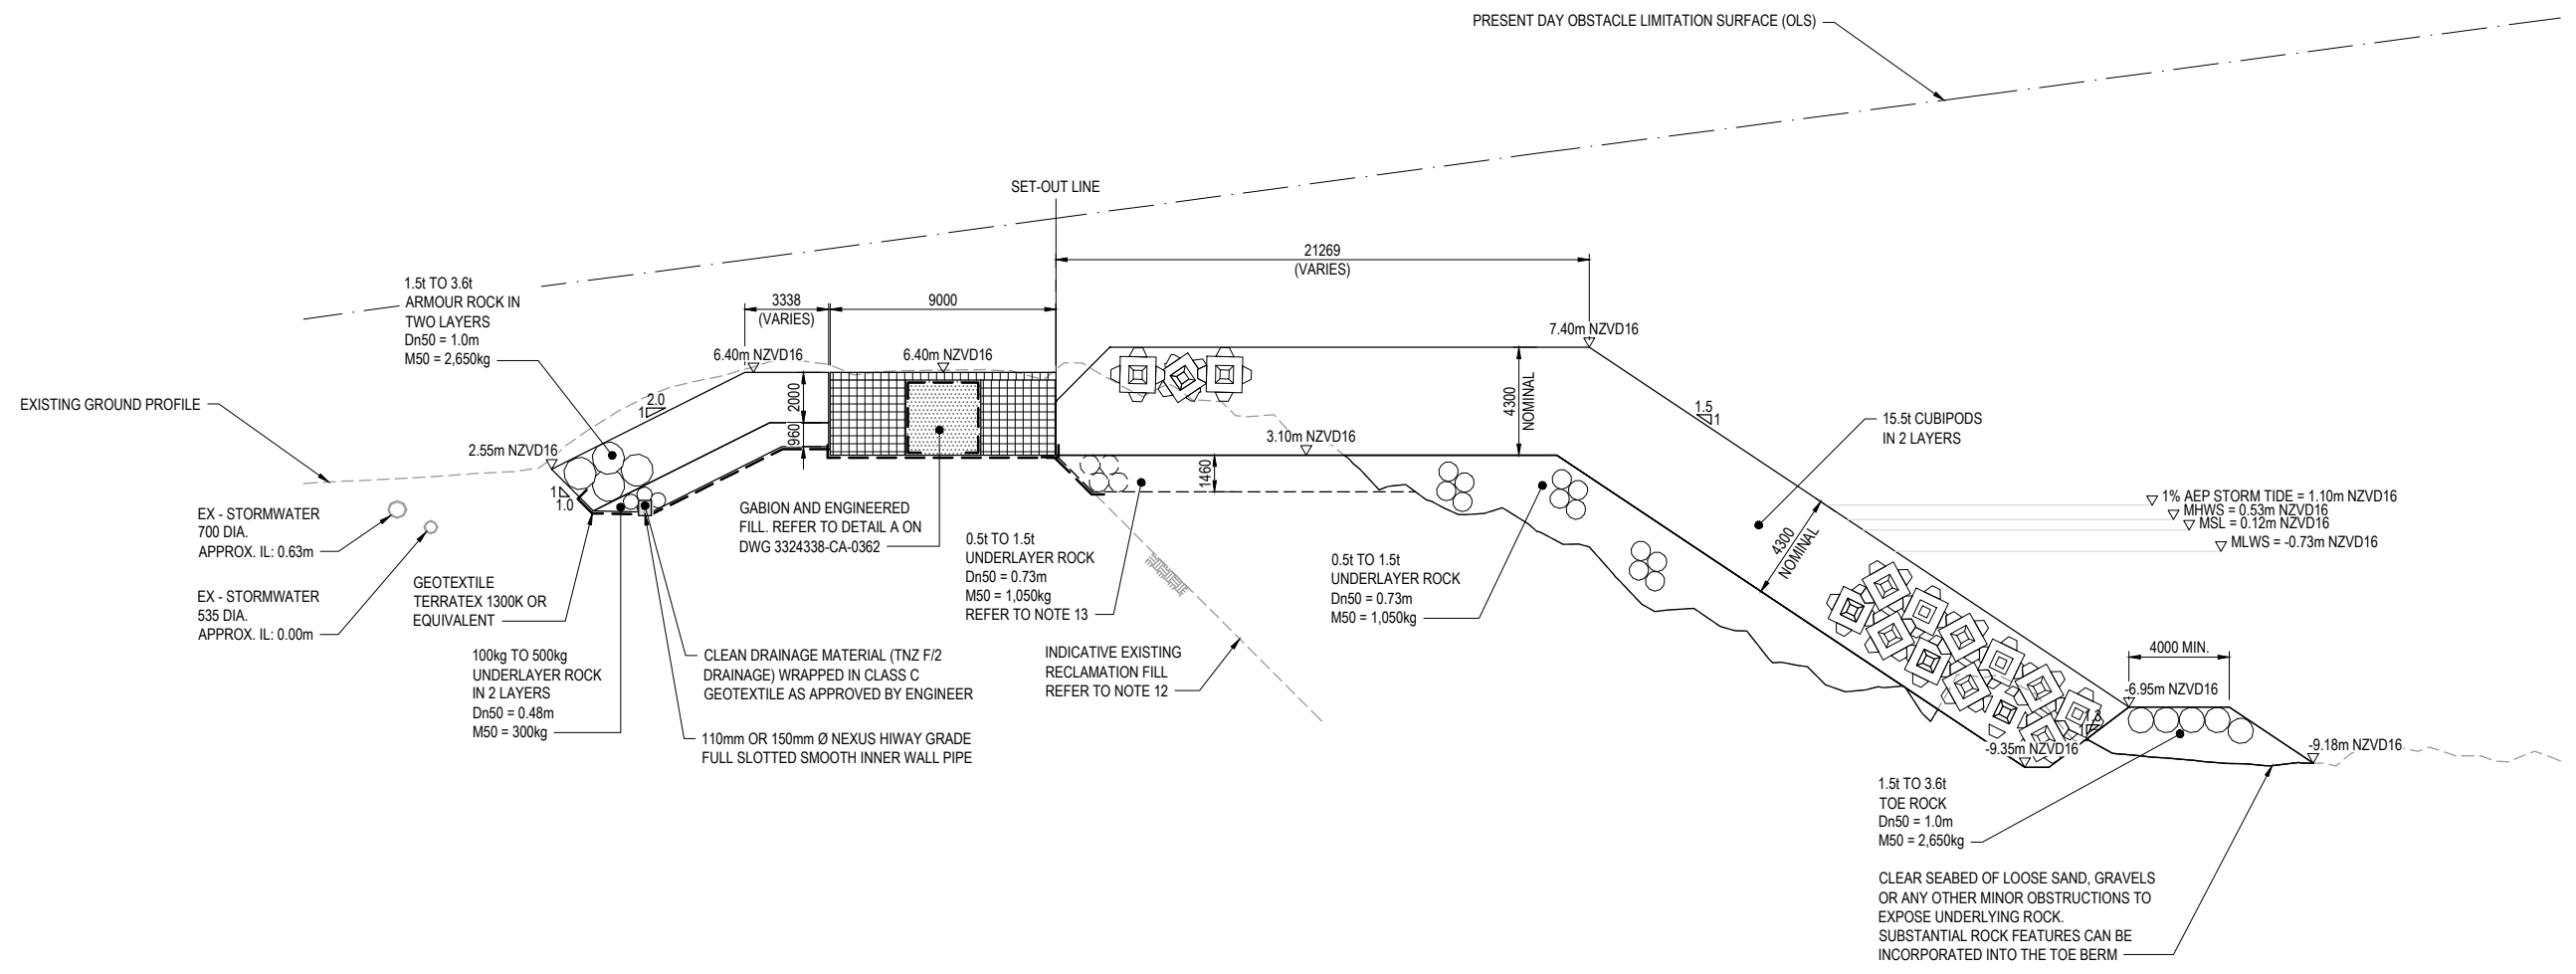 PRESENT DAY OBSTACLE LIMITATION SURFACE (OLS)
SET-OUT LINE
21269
(VARIES)
1.5t TO 3.6t
ARMOUR ROCK IN
TWO LAYERS
Dn50 = 1.0m
M50 = 2,650kg
3338
(VARIES)
9000
7.40m NZVD16
6.40m NZVD16
6.40m NZVD16
EXISTING GROUND PROFILE
2.0
1
2000
960
4300
NOMINAL
1.5
1
15.5t CUBIPODS
IN 2 LAYERS
2.55m NZVD16
3.10m NZVD16
1
1.0
1460
EX - STORMWATER
700 DIA.
APPROX. IL: 0.63m
GABION AND ENGINEERED
FILL. REFER TO DETAIL A ON
DWG 3324338-CA-0362
1% AEP STORM TIDE = 1.10m NZVD16
MHWS = 0.53m NZVD16
MSL = 0.12m NZVD16
MLWS = -0.73m NZVD16
4300
NOMINAL
0.5t TO 1.5t
UNDERLAYER ROCK
Dn50 = 0.73m
M50 = 1,050kg
REFER TO NOTE 13
0.5t TO 1.5t
UNDERLAYER ROCK
Dn50 = 0.73m
M50 = 1,050kg
GEOTEXTILE
TERRATEX 1300K OR
EQUIVALENT
EX - STORMWATER
535 DIA.
APPROX. IL: 0.00m
100kg TO 500kg
UNDERLAYER ROCK
IN 2 LAYERS
Dn50 = 0.48m
M50 = 300kg
CLEAN DRAINAGE MATERIAL (TNZ F/2
DRAINAGE) WRAPPED IN CLASS C
GEOTEXTILE AS APPROVED BY ENGINEER
INDICATIVE EXISTING
RECLAMATION FILL
REFER TO NOTE 12
4000 MIN.
-6.95m NZVD16
110mm OR 150mm Ø NEXUS HIWAY GRADE
FULL SLOTTED SMOOTH INNER WALL PIPE
-9.35m NZVD16
-9.18m NZVD16
1.5t TO 3.6t
TOE ROCK
Dn50 = 1.0m
M50 = 2,650kg
CLEAR SEABED OF LOOSE SAND, GRAVELS
OR ANY OTHER MINOR OBSTRUCTIONS TO
EXPOSE UNDERLYING ROCK.
SUBSTANTIAL ROCK FEATURES CAN BE
INCORPORATED INTO THE TOE BERM